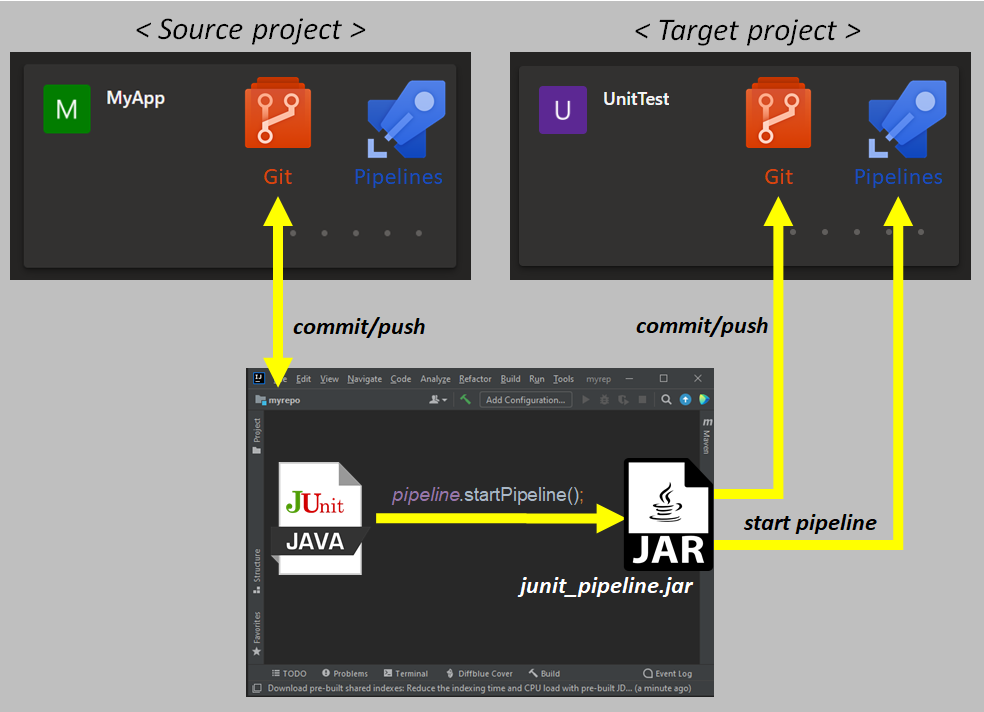 < Source project >
< Target project >
M
MyApp
Git
Pipelines
U
UnitTest
Git
Pipelines
commit/push
commit/push
IJ
Edit View Navigate Code Analyze Refactor Build Run Tools myrep
myrepo
Add Configuration...
Project
m
Maven
JUnit
JAVA
pipeline.startPipeline();
JAR
junit_pipeline.jar
start pipeline
Structure
Favorites
TODO Problems Terminal Diffblue Cover Build Event Log
Download pre-built shared indexes: Reduce the indexing time and CPU load with pre-built JD... (a minute ago)